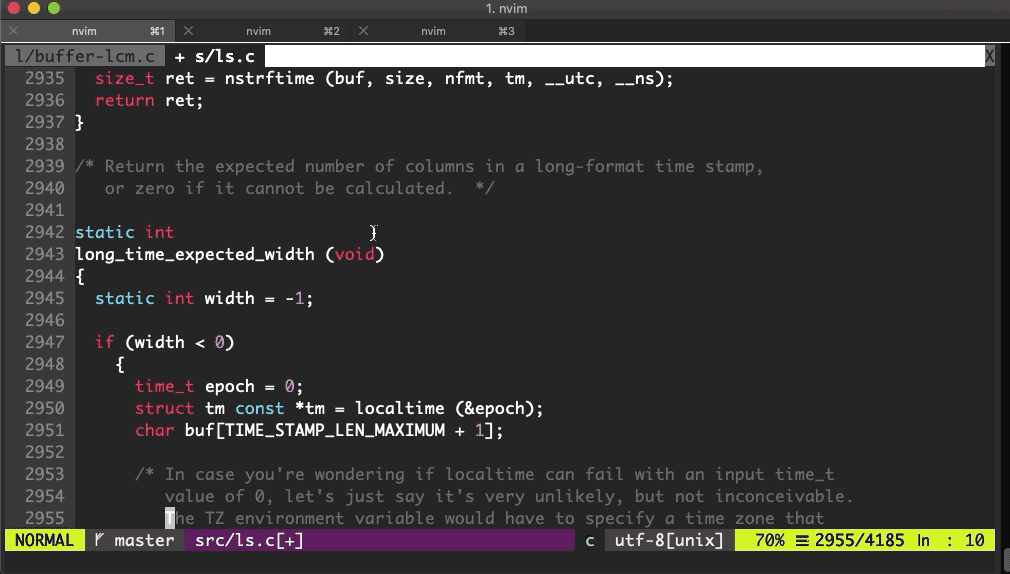 1. nvim
nvim ⌘1 nvim ⌘2 nvim ⌘3
l/buffer-lcm.c + s/ls.c X
2935   size_t ret = nstrftime (buf, size, nfmt, tm, __utc, __ns);
2936   return ret;
2937 }
2938
2939 /* Return the expected number of columns in a long-format time stamp,
2940    or zero if it cannot be calculated.  */
2941
2942 static int
2943 long_time_expected_width (void)
2944 {
2945   static int width = -1;
2946
2947   if (width < 0)
2948     {
2949       time_t epoch = 0;
2950       struct tm const *tm = localtime (&epoch);
2951       char buf[TIME_STAMP_LEN_MAXIMUM + 1];
2952
2953       /* In case you're wondering if localtime can fail with an input time_t
2954          value of 0, let's just say it's very unlikely, but not inconceivable.
2955          The TZ environment variable would have to specify a time zone that
NORMAL master src/ls.c[+] c utf-8[unix] 70% ☰ 2955/4185 ln : 10